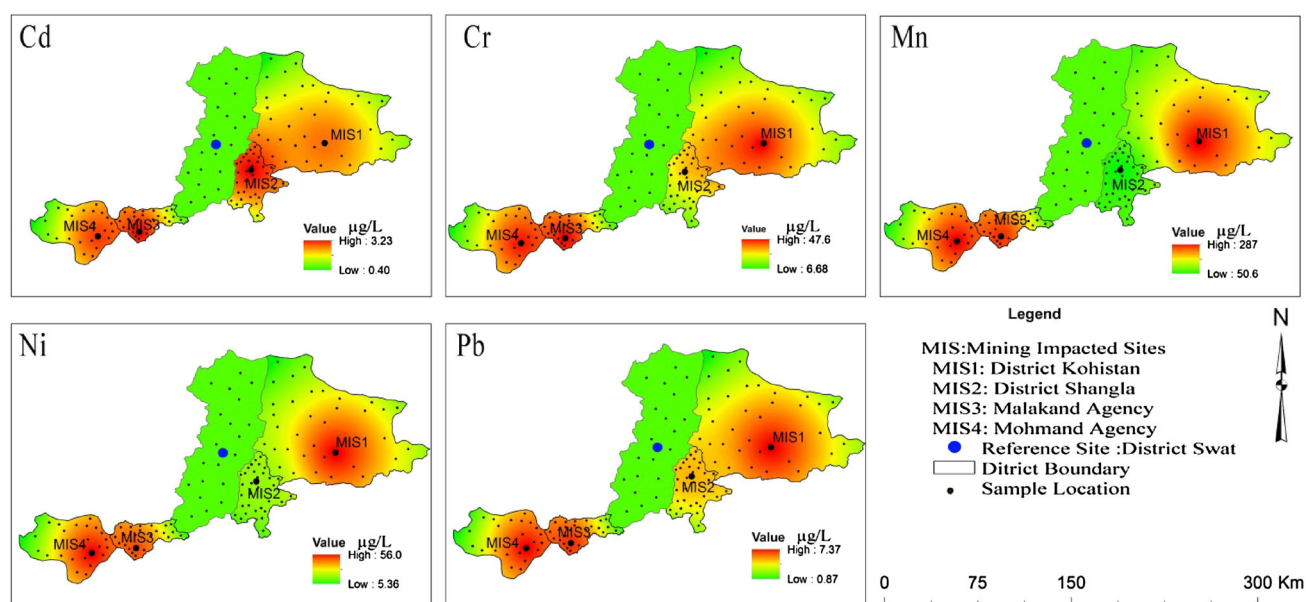 Cd
MIS1
MIS2
MIS4
MIS3
Value µg/L
High : 3.23
Low : 0.40
Cr
MIS1
MIS2
MIS4
MIS3
Value µg/L
High : 47.6
Low : 6.68
Mn
MIS1
MIS2
MIS4
MIS3
Value µg/L
High : 287
Low : 50.6
Ni
MIS1
MIS2
MIS4
MIS3
Value µg/L
High : 56.0
Low : 5.36
Pb
MIS1
MIS2
MIS4
MIS3
Value µg/L
High : 7.37
Low : 0.87
Legend
MIS:Mining Impacted Sites
MIS1: District Kohistan
MIS2: District Shangla
MIS3: Malakand Agency
MIS4: Mohmand Agency
Reference Site :District Swat
Ditrict Boundary
Sample Location
N
0 75 150 300 Km